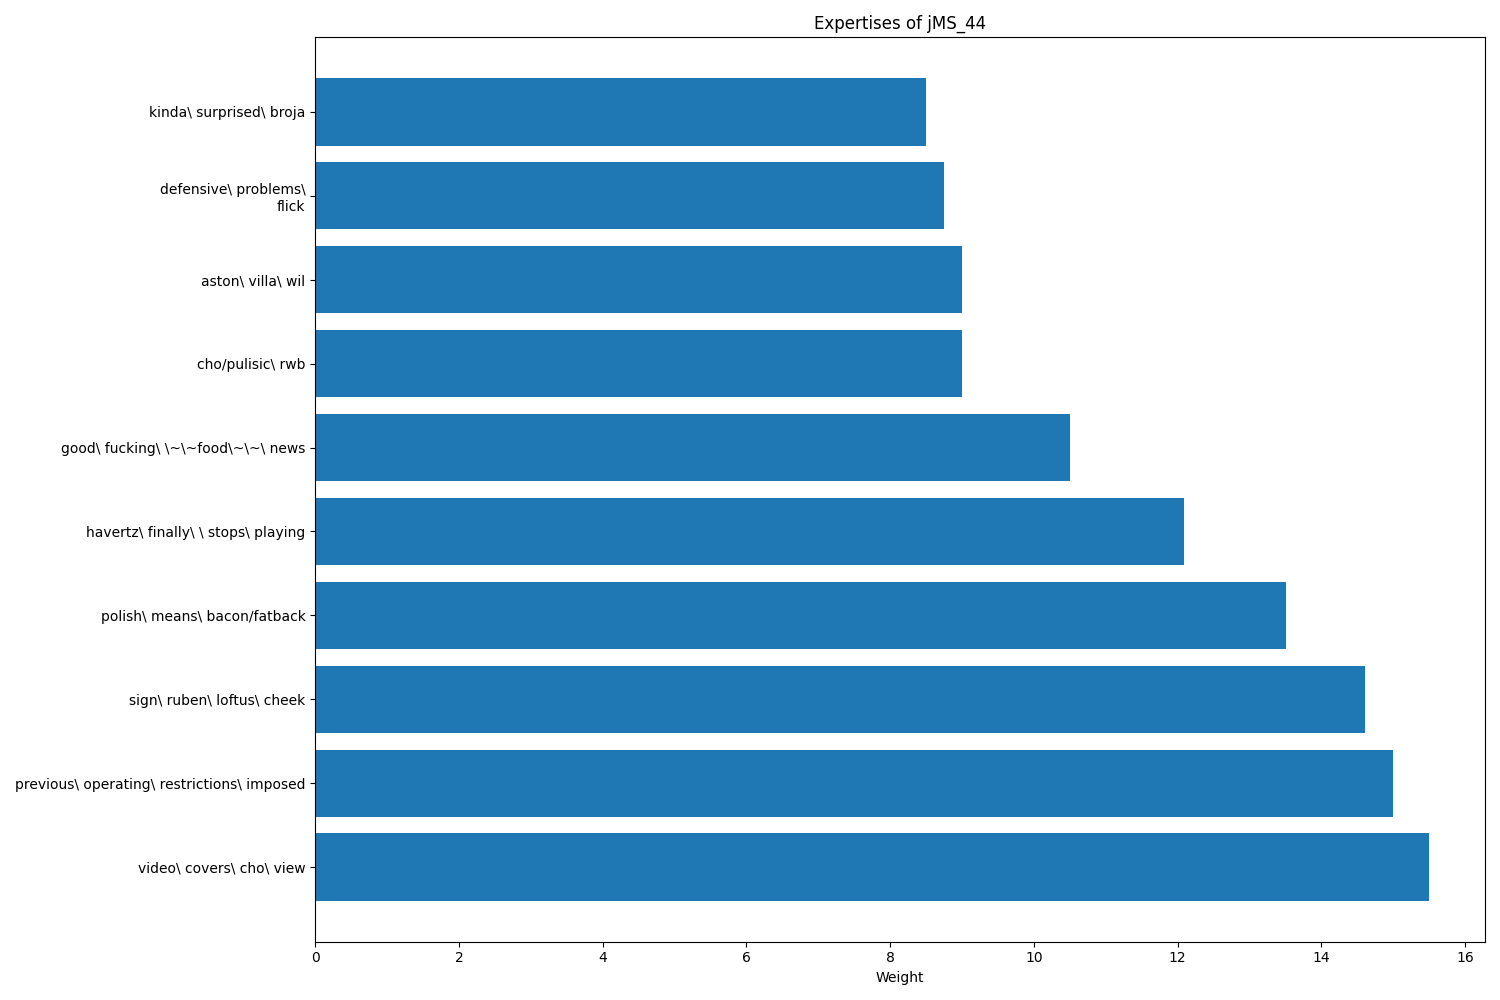 Expertises of jMS_44
kinda\ surprised\ broja
defensive\ problems\
flick
aston\ villa\ wil
cho/pulisic\ rwb
good\ fucking\ \~\~food\~\~\ news
havertz\ finally\ \ stops\ playing
polish\ means\ bacon/fatback
sign\ ruben\ loftus\ cheek
previous\ operating\ restrictions\ imposed
video\ covers\ cho\ view
0 2 4 6 8 10 12 14 16
Weight